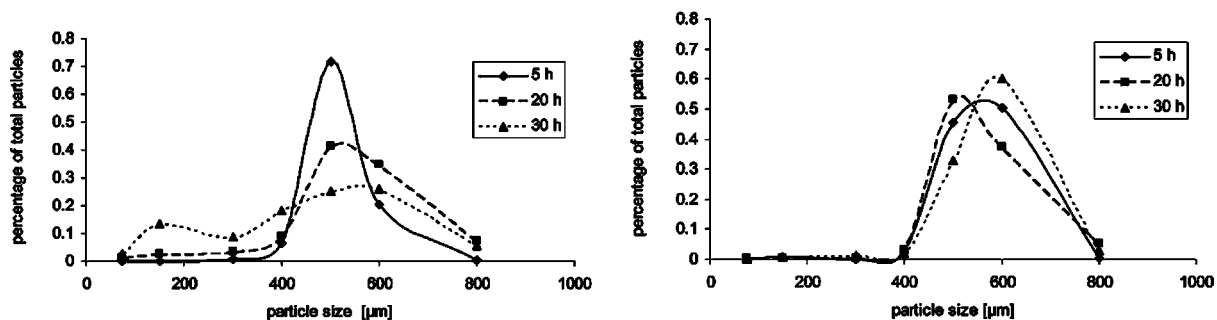 percentage of total particles
0.8
0.7
0.6
0.5
0.4
0.3
0.2
0.1
0
0 200 400 600 800 1000
particle size [µm]
5 h
20 h
30 h
percentage of total particles
0.8
0.7
0.6
0.5
0.4
0.3
0.2
0.1
0
0 200 400 600 800 1000
particle size [µm]
5 h
20 h
30 h